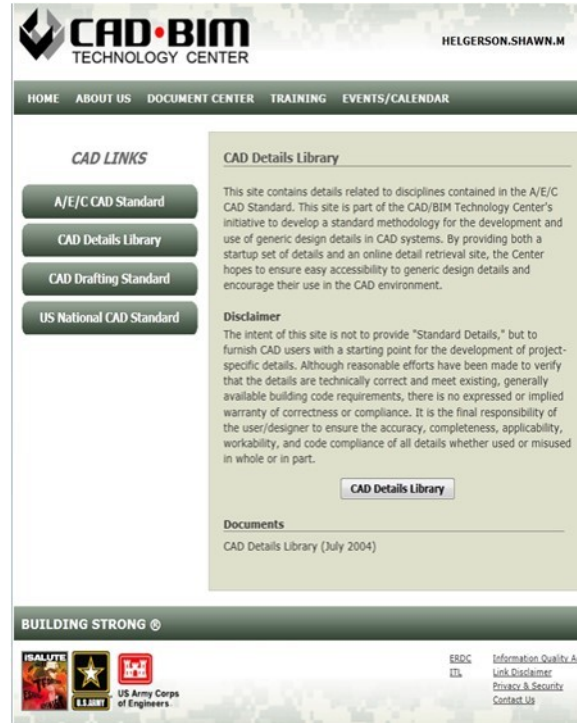 CAD•BIM
TECHNOLOGY CENTER
HELGERSON.SHAWN.M
HOME ABOUT US DOCUMENT CENTER TRAINING EVENTS/CALENDAR
CAD LINKS
A/E/C CAD Standard
CAD Details Library
CAD Drafting Standard
US National CAD Standard
CAD Details Library
This site contains details related to disciplines contained in the A/E/C
CAD Standard. This site is part of the CAD/BIM Technology Center's
initiative to develop a standard methodology for the development and
use of generic design details in CAD systems. By providing both a
startup set of details and an online detail retrieval site, the Center
hopes to ensure easy accessibility to generic design details and
encourage their use in the CAD environment.
Disclaimer
The intent of this site is not to provide "Standard Details," but to
furnish CAD users with a starting point for the development of project-
specific details. Although reasonable efforts have been made to verify
that the details are technically correct and meet existing, generally
available building code requirements, there is no expressed or implied
warranty of correctness or compliance. It is the final responsibility of
the user/designer to ensure the accuracy, completeness, applicability,
workability, and code compliance of all details whether used or misused
in whole or in part.
CAD Details Library
Documents
CAD Details Library (July 2004)
BUILDING STRONG ®
ISALUTE
U.S.ARMY
US Army Corps
of Engineers
ERDC
ITL
Information Quality A
Link Disclaimer
Privacy & Security
Contact Us